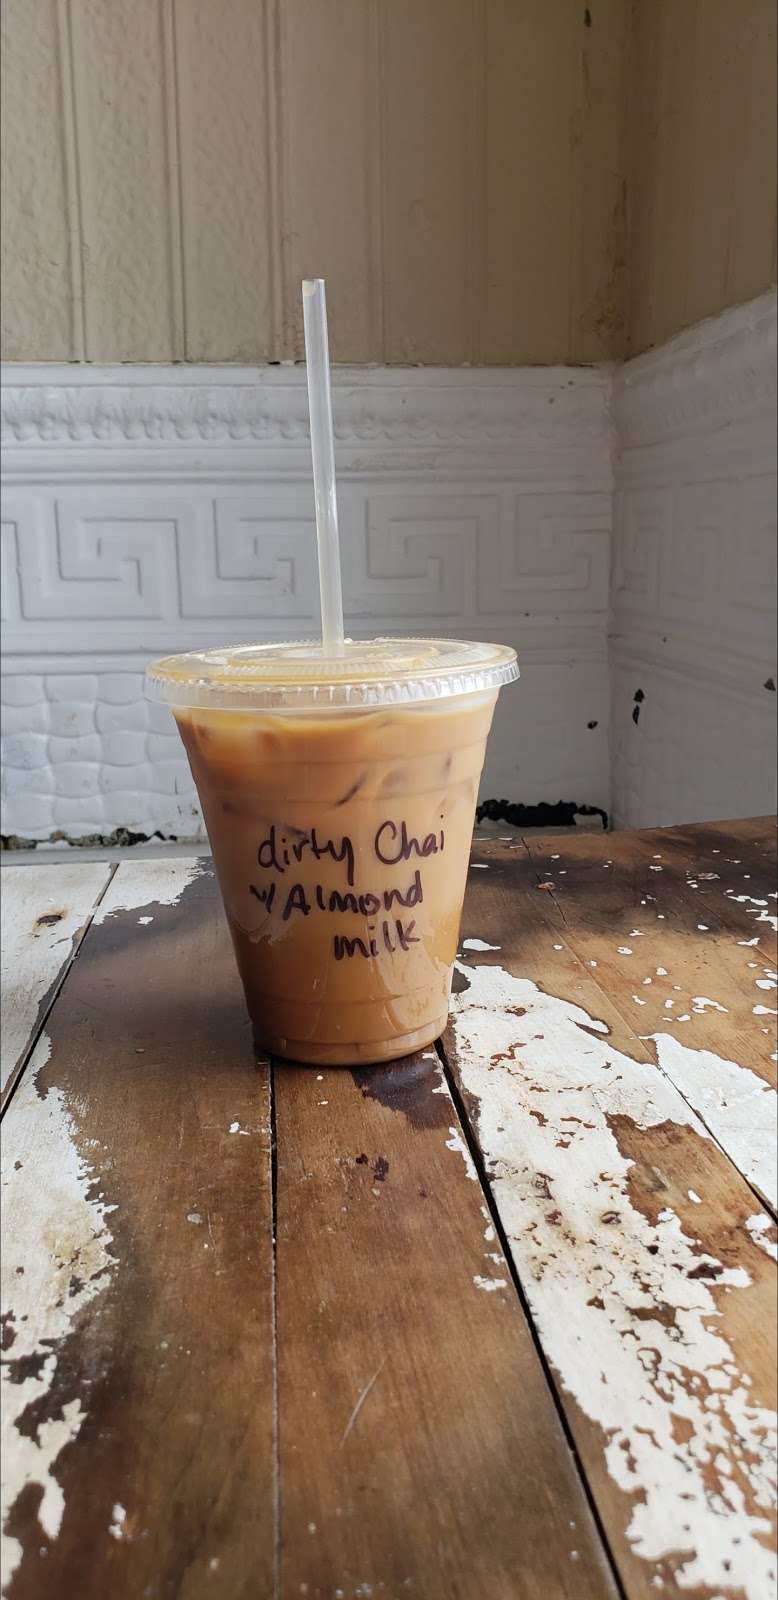 dirty Chai
w/ Almond
milk